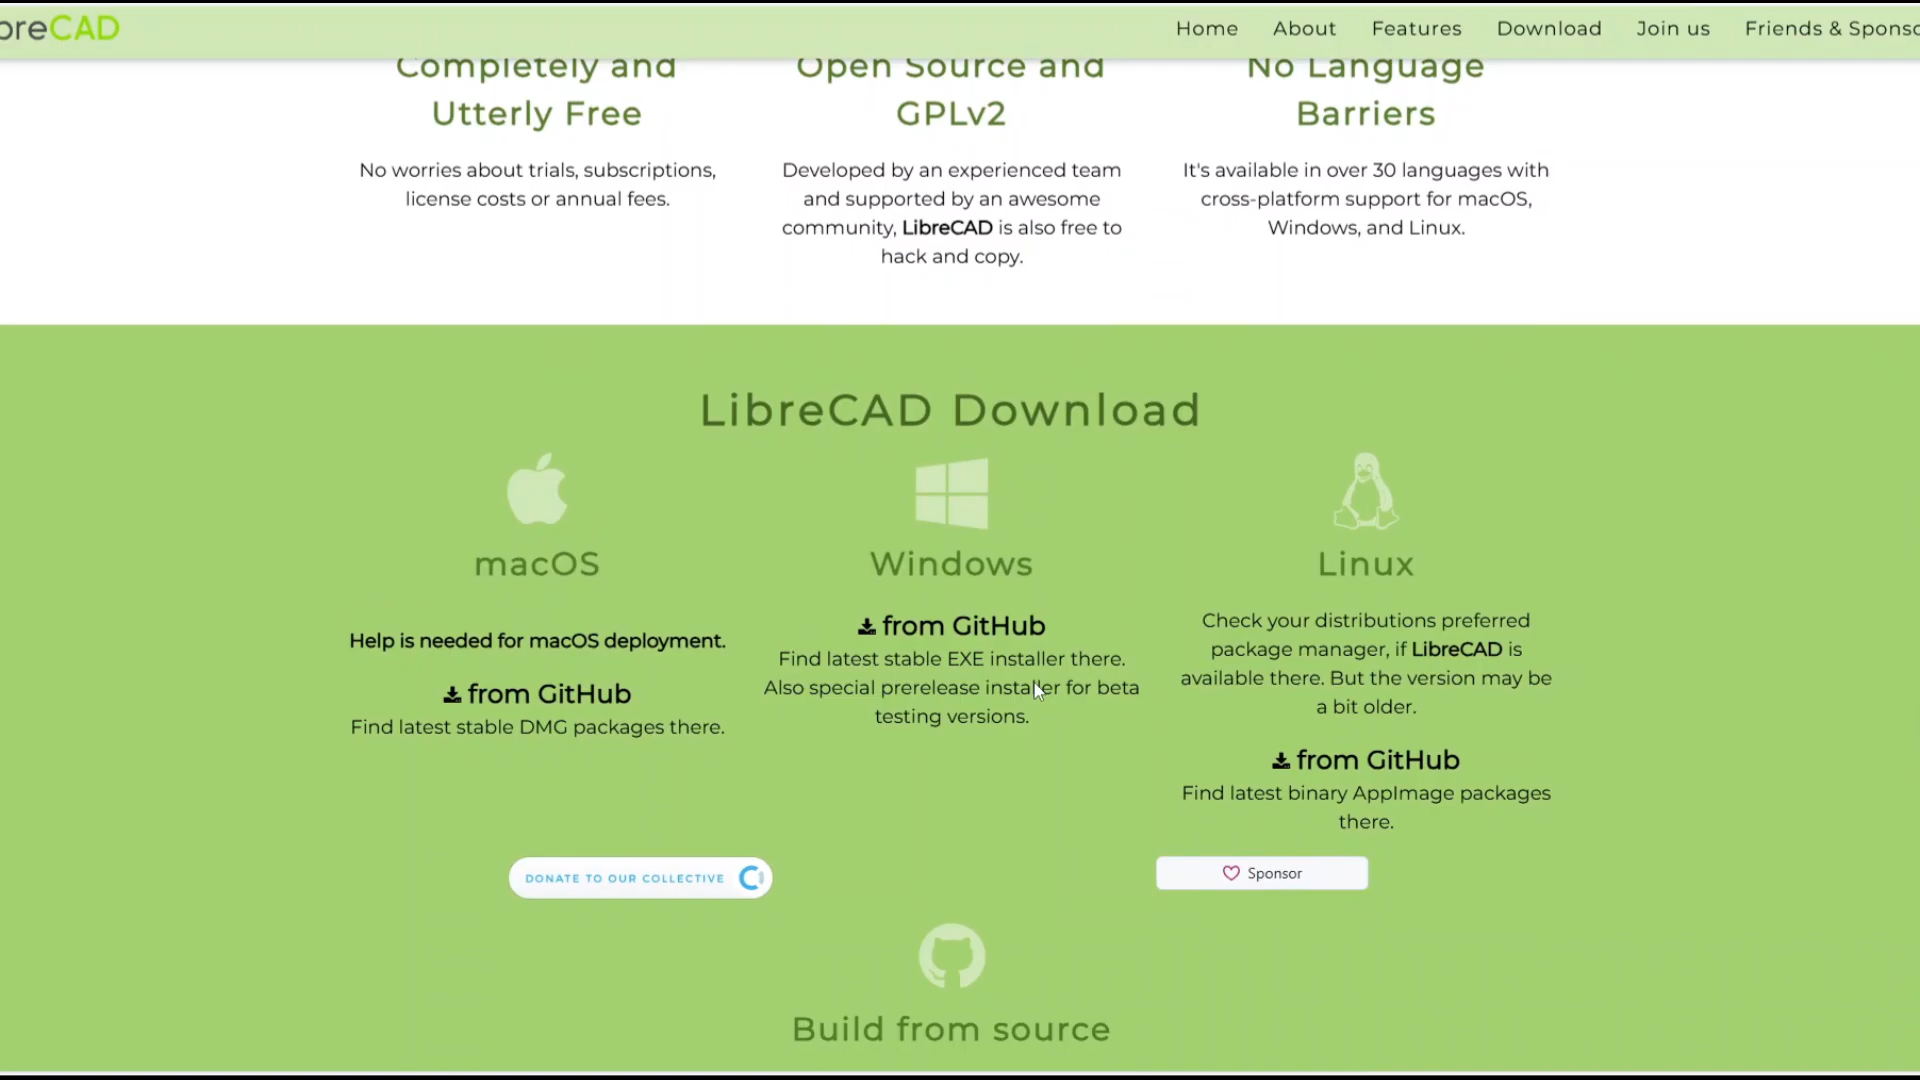 breCAD
Home About Features Download Join us Friends & Sponso
Completely and
Utterly Free
No worries about trials, subscriptions,
license costs or annual fees.
Open Source and
GPLv2
Developed by an experienced team
and supported by an awesome
community, LibreCAD is also free to
hack and copy.
No Language
Barriers
It's available in over 30 languages with
cross-platform support for macOS,
Windows, and Linux.
LibreCAD Download
macOS
Help is needed for macOS deployment.
from GitHub
Find latest stable DMG packages there.
Windows
from GitHub
Find latest stable EXE installer there.
Also special prerelease installer for beta
testing versions.
Linux
Check your distributions preferred
package manager, if LibreCAD is
available there. But the version may be
a bit older.
from GitHub
Find latest binary AppImage packages
there.
DONATE TO OUR COLLECTIVE
Sponsor
Build from source